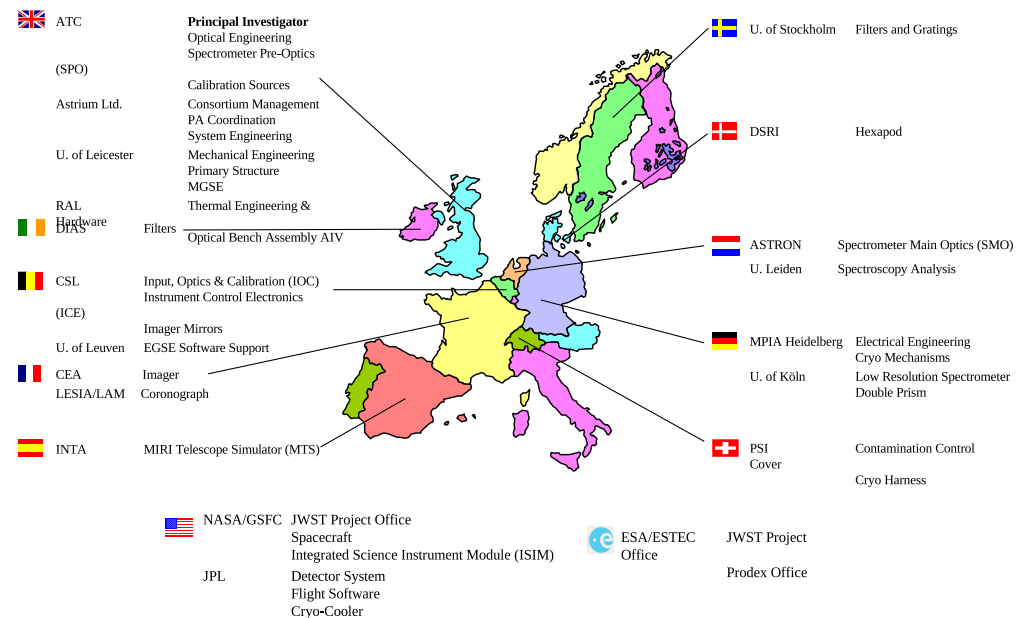 ATC Principal Investigator
Optical Engineering
Spectrometer Pre-Optics
(SPO)
Calibration Sources
Astrium Ltd. Consortium Management
PA Coordination
System Engineering
U. of Leicester Mechanical Engineering
Primary Structure
MGSE
RAL Thermal Engineering &
Hardware
Optical Bench Assembly AIV
DIAS Filters
CSL Input, Optics & Calibration (IOC)
Instrument Control Electronics
(ICE)
Imager Mirrors
U. of Leuven EGSE Software Support
CEA Imager
LESIA/LAM Coronograph
INTA MIRI Telescope Simulator (MTS)
U. of Stockholm Filters and Gratings
DSRI Hexapod
ASTRON Spectrometer Main Optics (SMO)
U. Leiden Spectroscopy Analysis
MPIA Heidelberg Electrical Engineering
Cryo Mechanisms
U. of Köln Low Resolution Spectrometer
Double Prism
PSI Contamination Control
Cover
Cryo Harness
NASA/GSFC JWST Project Office
Spacecraft
Integrated Science Instrument Module (ISIM)
JPL Detector System
Flight Software
Cryo-Cooler
ESA/ESTEC JWST Project
Office
Prodex Office